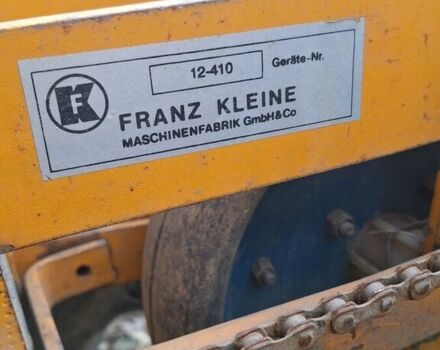 12-410 Geräte-Nr.
FK
FRANZ KLEINE
MASCHINENFABRIK GmbH & Co